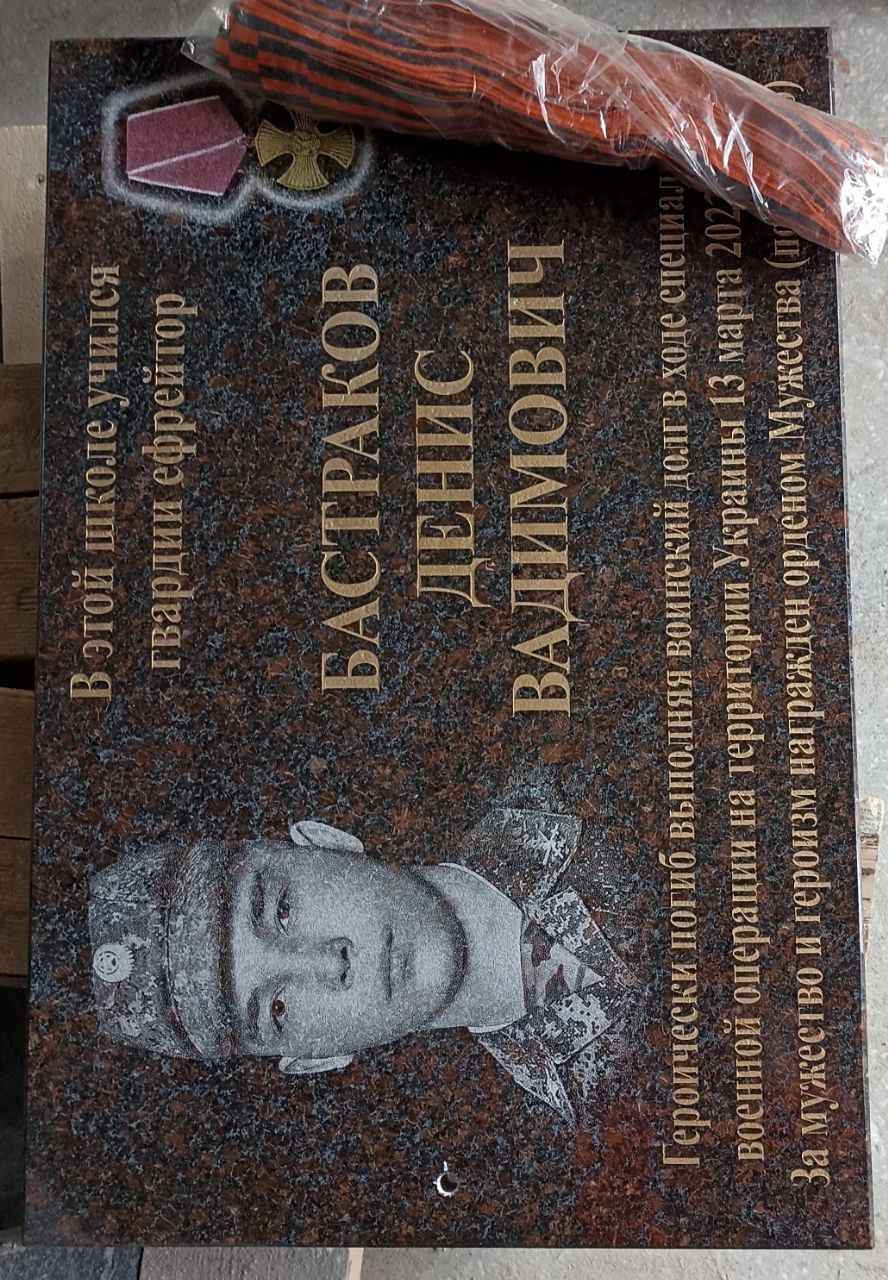 В этой школе учился
гвардии ефрейтор
БАСТРАКОВ
ДЕНИС
ВАДИМОВИЧ
Героически погиб выполняя воинский долг в ходе
военной операции на территории Украины 13 марта
За мужество и героизм награжден орденом Мужества